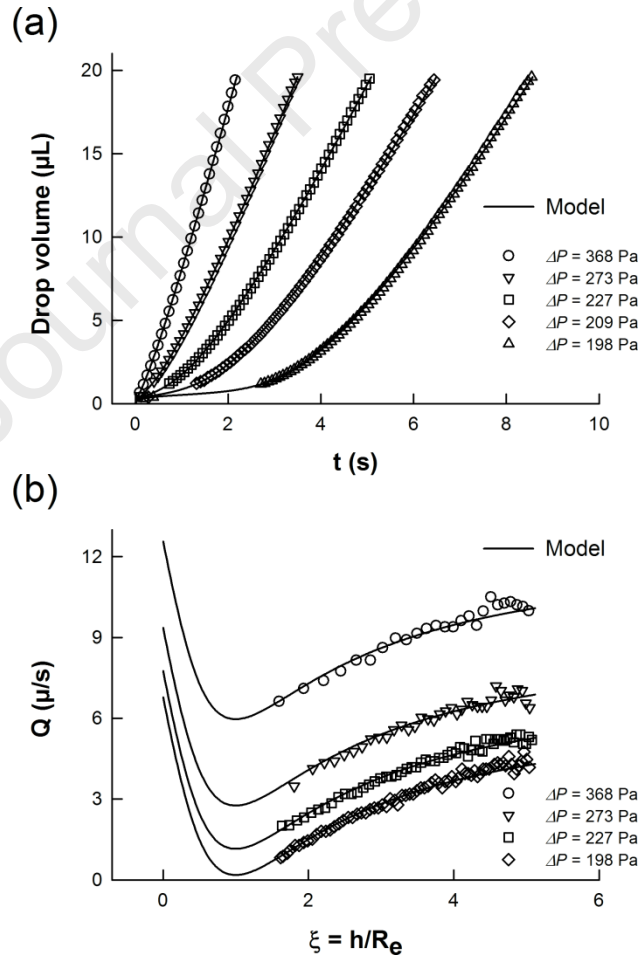 (a)
Journal Pre
20
15
10
5
0
Drop volume (µL)
Model
ΔP = 368 Pa
ΔP = 273 Pa
ΔP = 227 Pa
ΔP = 209 Pa
ΔP = 198 Pa
0 2 4 6 8 10
t (s)
(b)
12
9
6
3
0
Q (µ/s)
Model
ΔP = 368 Pa
ΔP = 273 Pa
ΔP = 227 Pa
ΔP = 198 Pa
0 2 4 6
ξ = h/Re